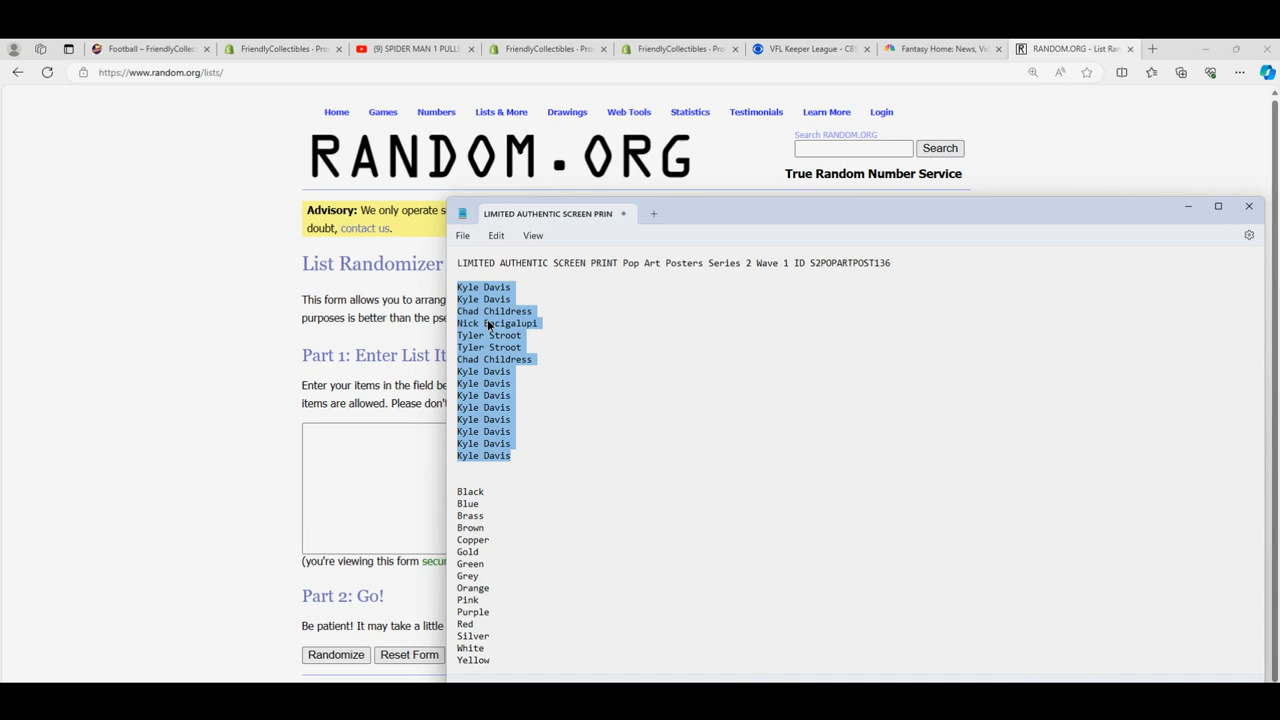 Football – FriendlyCollec
FriendlyCollectibles - Pro
(9) SPIDER MAN 1 PULL
FriendlyCollectibles - Pro
FriendlyCollectibles - Pro
VFL Keeper League - CBS
Fantasy Home: News, Vi
RANDOM.ORG - List Ran
https://www.random.org/lists/
Home
Games
Numbers
Lists & More
Drawings
Web Tools
Statistics
Testimonials
Learn More
Login
RANDOM.ORG
Search RANDOM.ORG
Search
True Random Number Service
Advisory: We only operate s
doubt, contact us.
List Randomizer
This form allows you to arrang
purposes is better than the pse
Part 1: Enter List It
Enter your items in the field be
items are allowed. Please don'
(you're viewing this form secur
Part 2: Go!
Be patient! It may take a little
Randomize
Reset Form
LIMITED AUTHENTIC SCREEN PRIN
File
Edit
View
LIMITED AUTHENTIC SCREEN PRINT Pop Art Posters Series 2 Wave 1 ID S2POPARTPOST136
Kyle Davis
Kyle Davis
Chad Childress
Nick Bacigalupi
Tyler Stroot
Tyler Stroot
Chad Childress
Kyle Davis
Kyle Davis
Kyle Davis
Kyle Davis
Kyle Davis
Kyle Davis
Kyle Davis
Kyle Davis
Black
Blue
Brass
Brown
Copper
Gold
Green
Grey
Orange
Pink
Purple
Red
Silver
White
Yellow